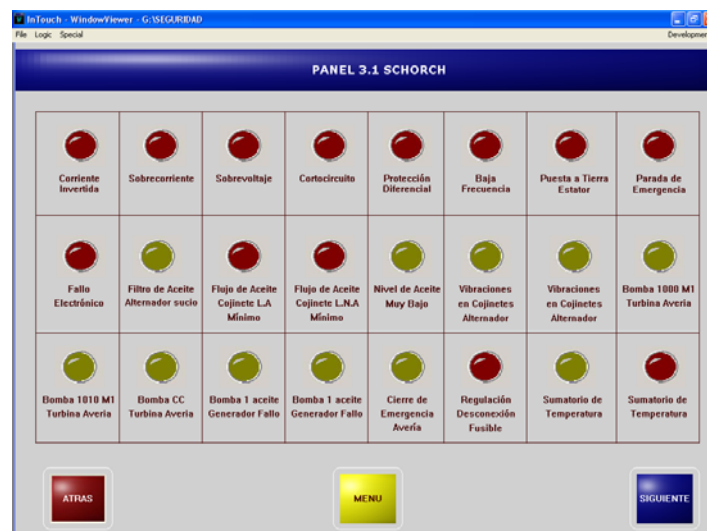 InTouch - WindowViewer - G:\SEGURIDAD
File Logic Special
Development
PANEL 3.1 SCHORCH
Corriente
Invertida
Sobrecorriente
Sobrevoltaje
Cortocircuito
Protección
Diferencial
Baja
Frecuencia
Puesta a Tierra
Estator
Parada de
Emergencia
Fallo
Electrónico
Filtro de Aceite
Alternador sucio
Flujo de Aceite
Cojinete L.A
Mínimo
Flujo de Aceite
Cojinete L.N.A
Mínimo
Nivel de Aceite
Muy Bajo
Vibraciones
en Cojinetes
Alternador
Vibraciones
en Cojinetes
Alternador
Bomba 1000 M1
Turbina Averia
Bomba 1010 M1
Turbina Averia
Bomba CC
Turbina Averia
Bomba 1 aceite
Generador Fallo
Bomba 1 aceite
Generador Fallo
Cierre de
Emergencia
Avería
Regulación
Desconexión
Fusible
Sumatorio de
Temperatura
Sumatorio de
Temperatura
ATRAS
MENU
SIGUIENTE